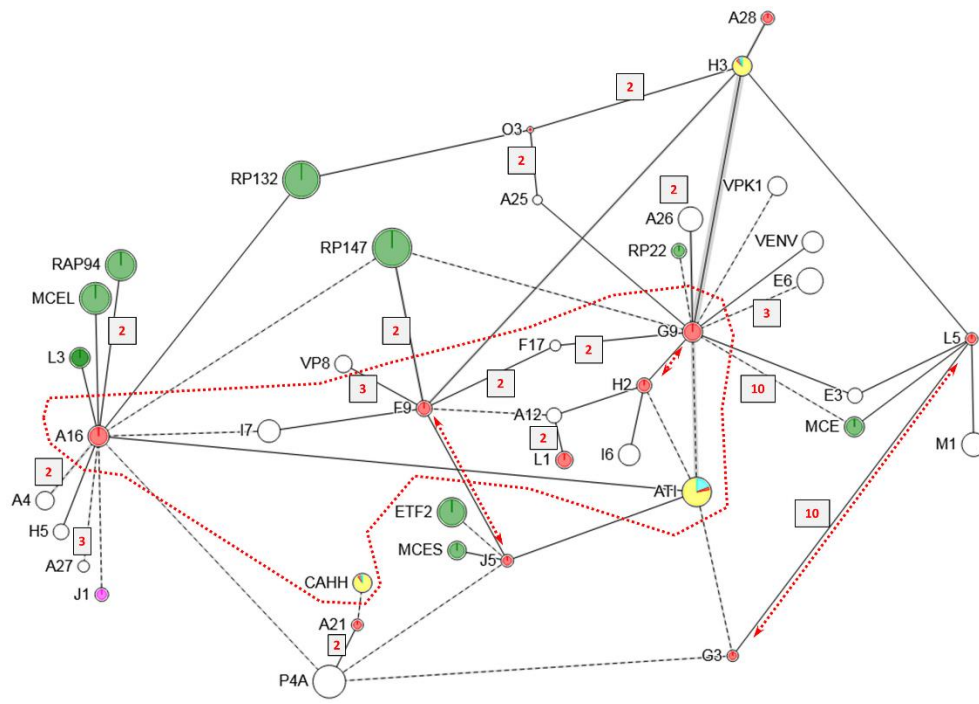 A28
H3
2
O3
2
RP132
VPK1
2
A25
A26
RP147
VENV
RP22
RAP94
E6
MCEL
3
G9
2
2
F17
2
L5
L3
VP8
H2
3
2
10
E3
F9
A12
MCE
I7
A16
2
M1
I6
L1
2
ATI
A4
ETF2
10
H5
3
MCES
J5
A27
CAHH
J1
A21
2
G3
P4A